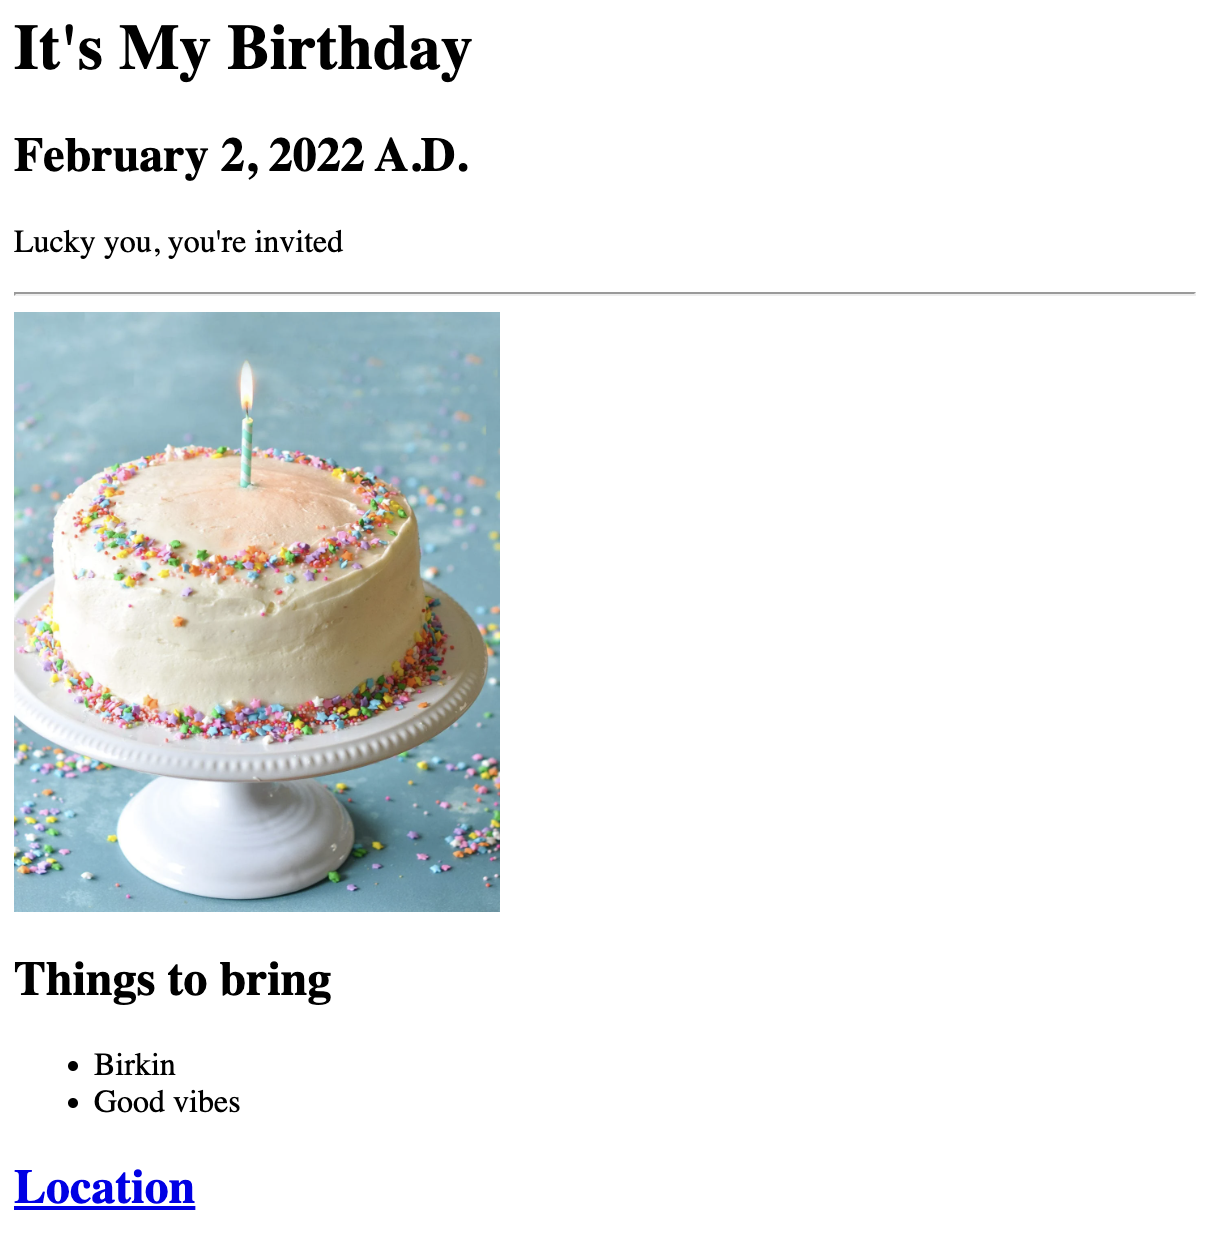 It's My Birthday
February 2, 2022 A.D.
Lucky you, you're invited
Things to bring
Birkin
Good vibes
Location